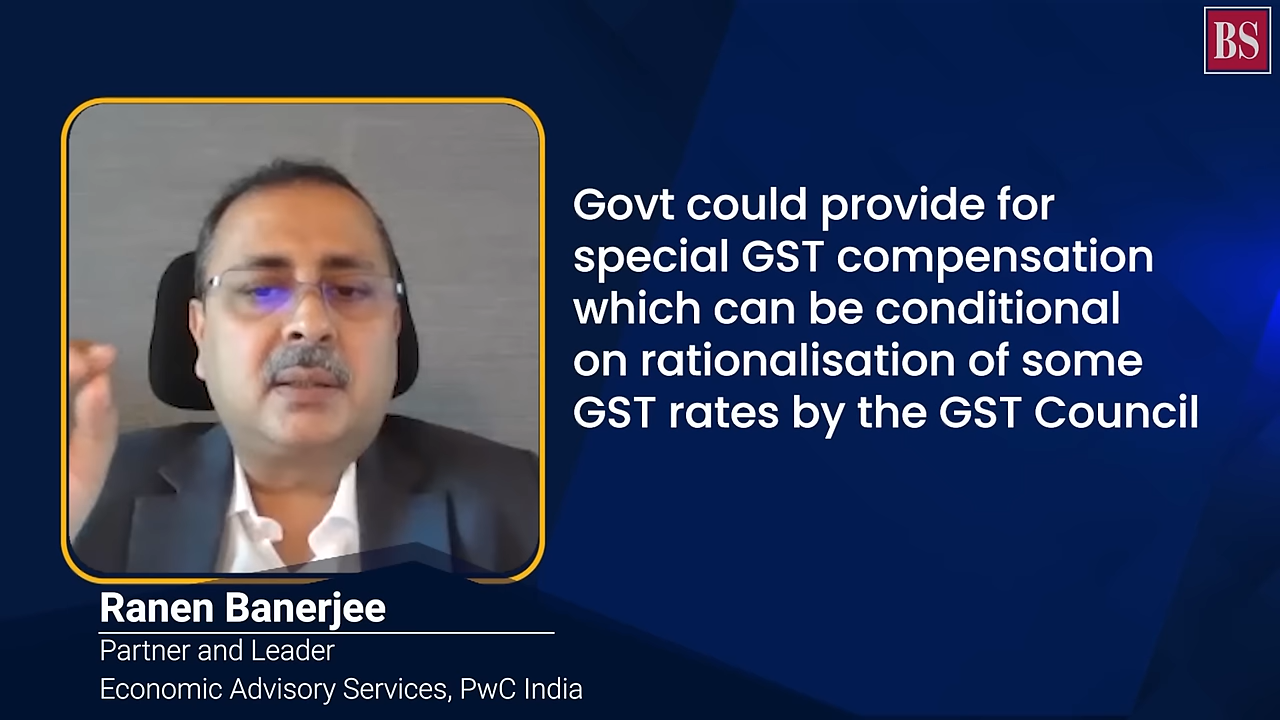 BS
Govt could provide for
special GST compensation
which can be conditional
on rationalisation of some
GST rates by the GST Council
Ranen Banerjee
Partner and Leader
Economic Advisory Services, PwC India